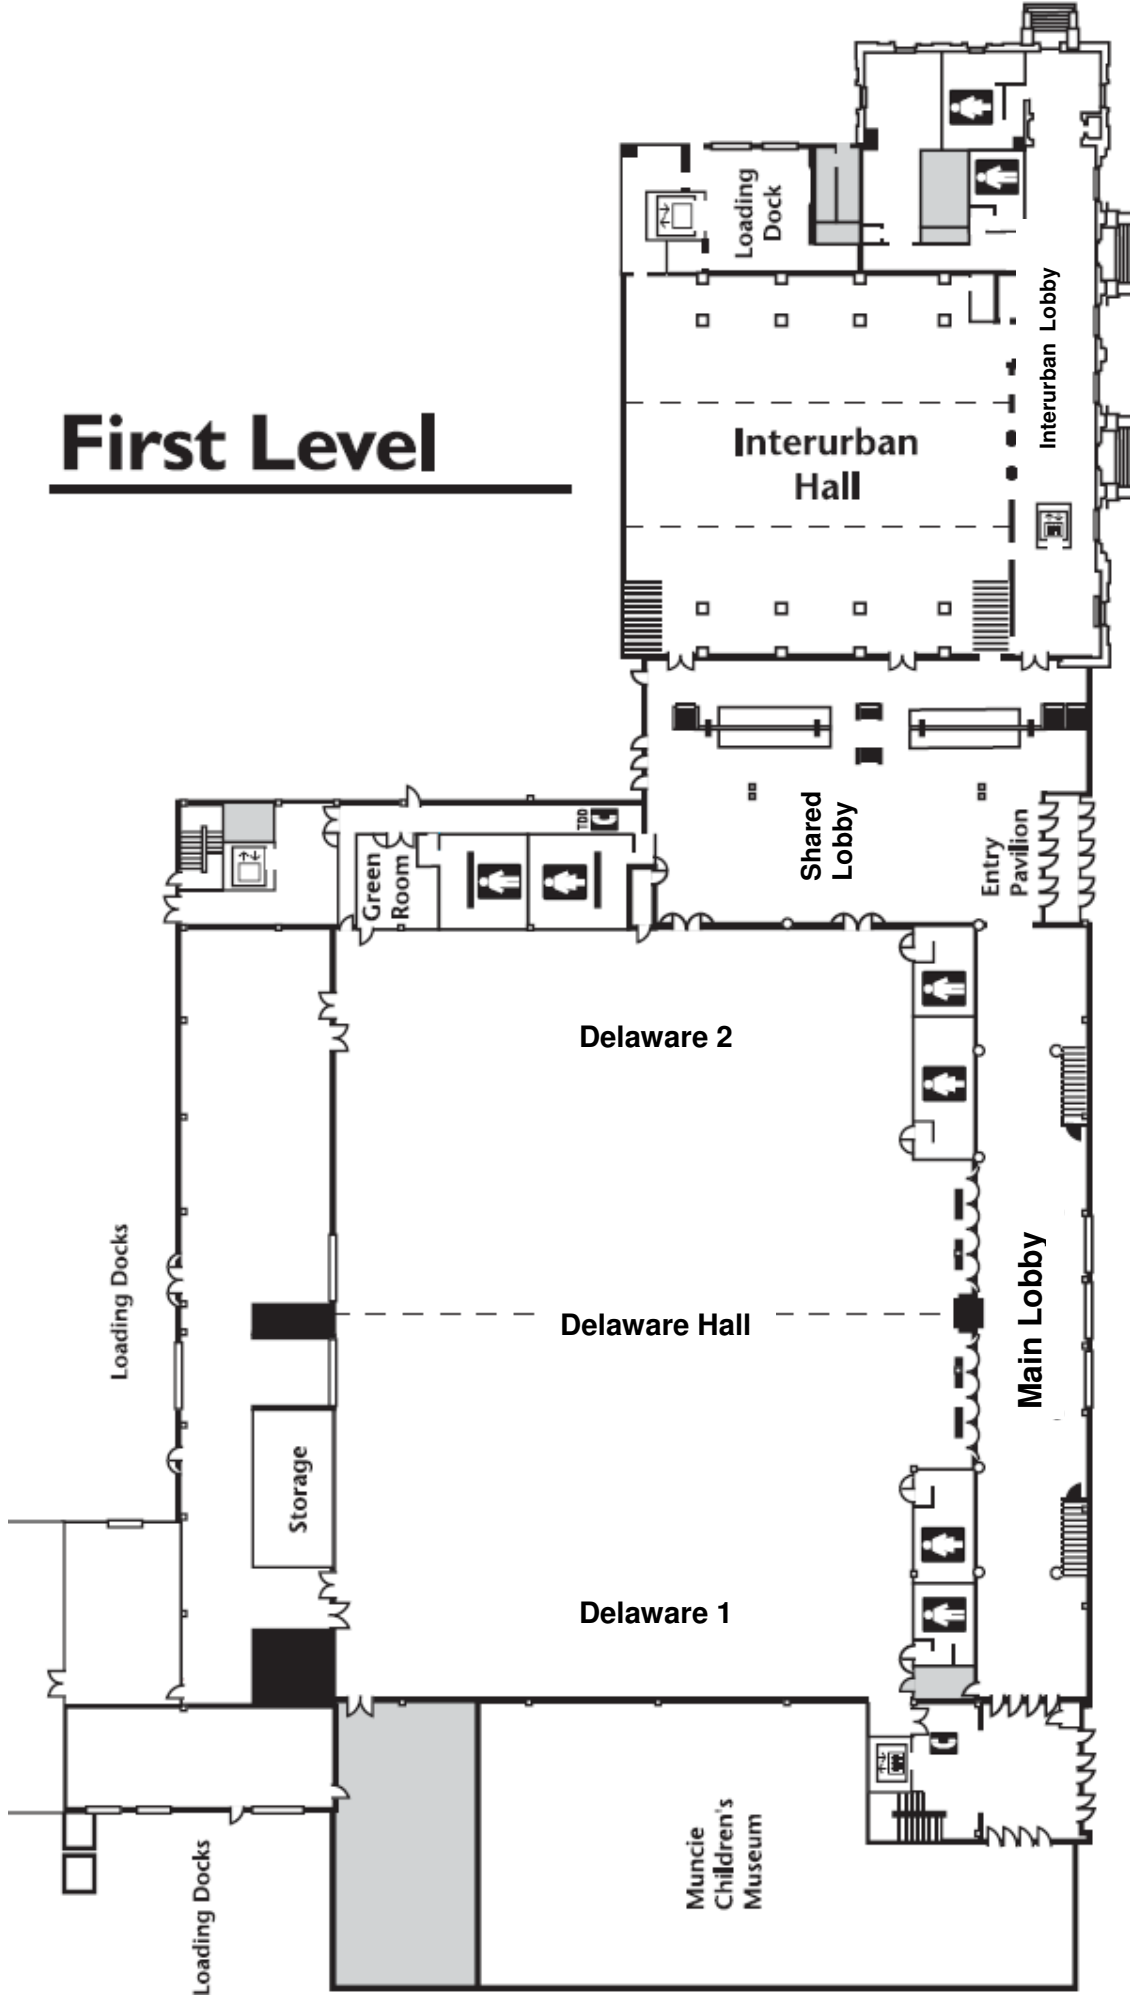 Loading
Dock
Interurban Lobby
First Level
Interurban
Hall
TDD
Shared
Lobby
Entry
Pavilion
Green
Room
Delaware 2
Loading Docks
Delaware Hall
Main Lobby
Storage
Delaware 1
Muncie
Children's
Museum
Loading Docks